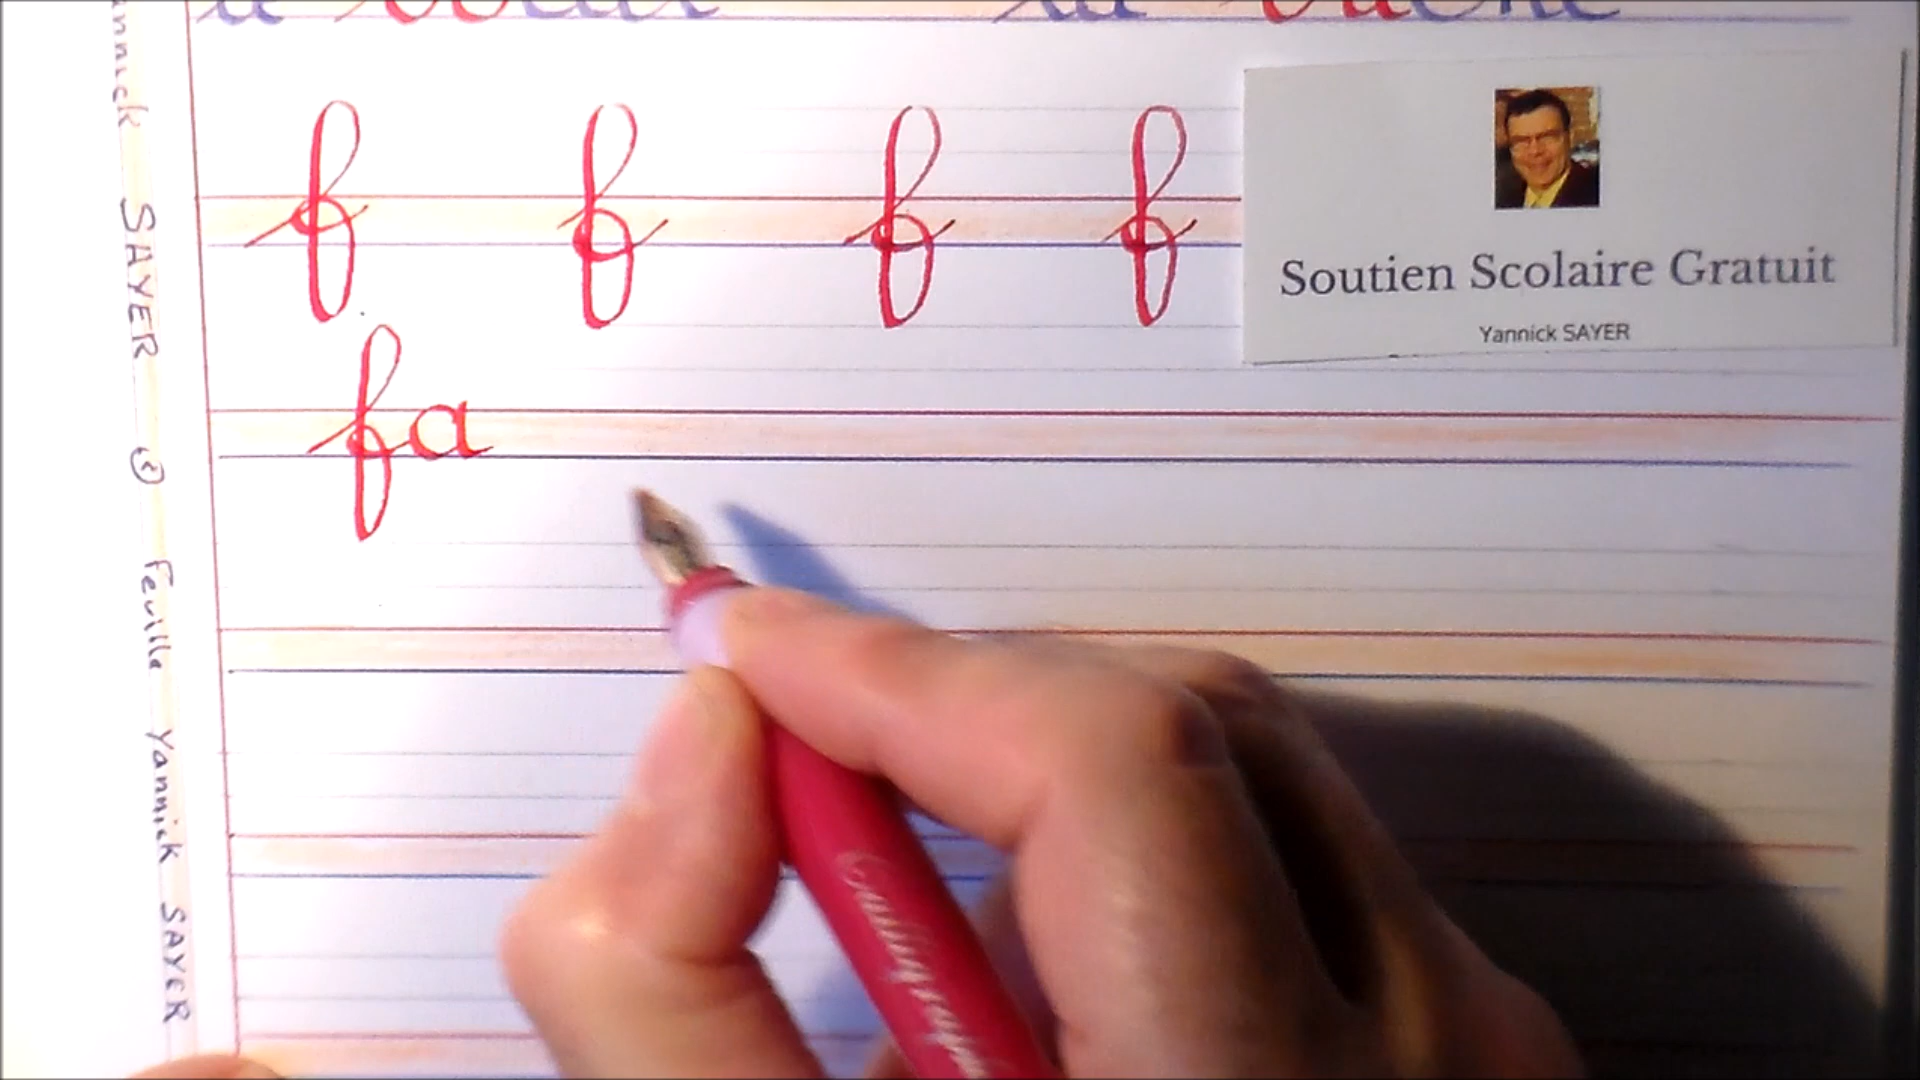 f f f f
Soutien Scolaire Gratuit
Yannick SAYER
fa
SAYER Feuille Yannick SAYER